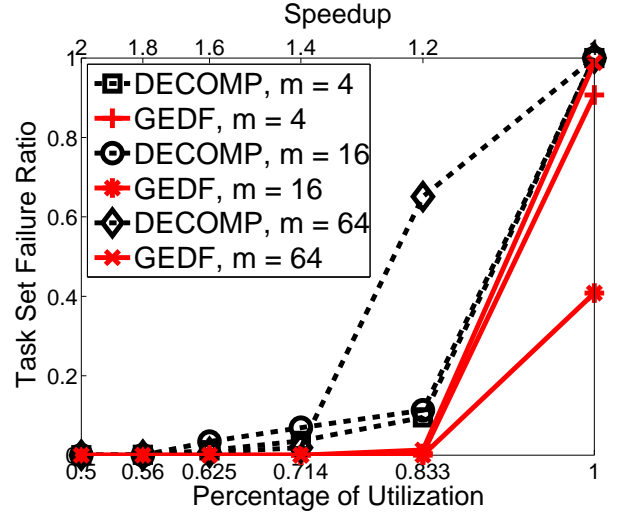 Speedup
2 1.8 1.6 1.4 1.2 1
1
DECOMP, m = 4
GEDF, m = 4
DECOMP, m = 16
GEDF, m = 16
DECOMP, m = 64
GEDF, m = 64
0.8
0.6
0.4
0.2
0
Task Set Failure Ratio
0.5 0.56 0.625 0.714 0.833 1
Percentage of Utilization